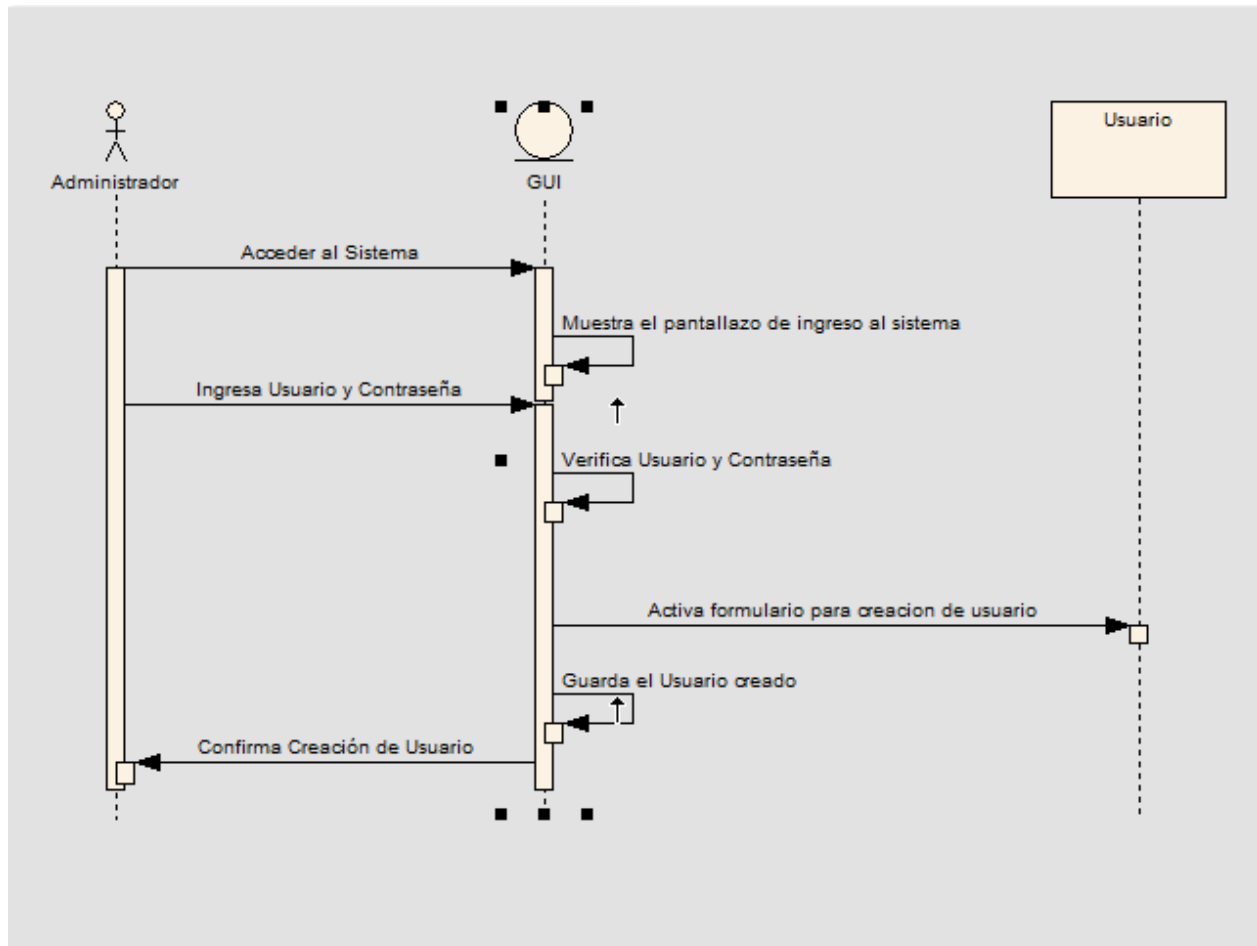 Usuario
Administrador
GUI
Acceder al Sistema
Muestra el pantallazo de ingreso al sistema
Ingresa Usuario y Contraseña
Verifica Usuario y Contraseña
Activa formulario para creacion de usuario
Guarda el Usuario creado
Confirma Creación de Usuario